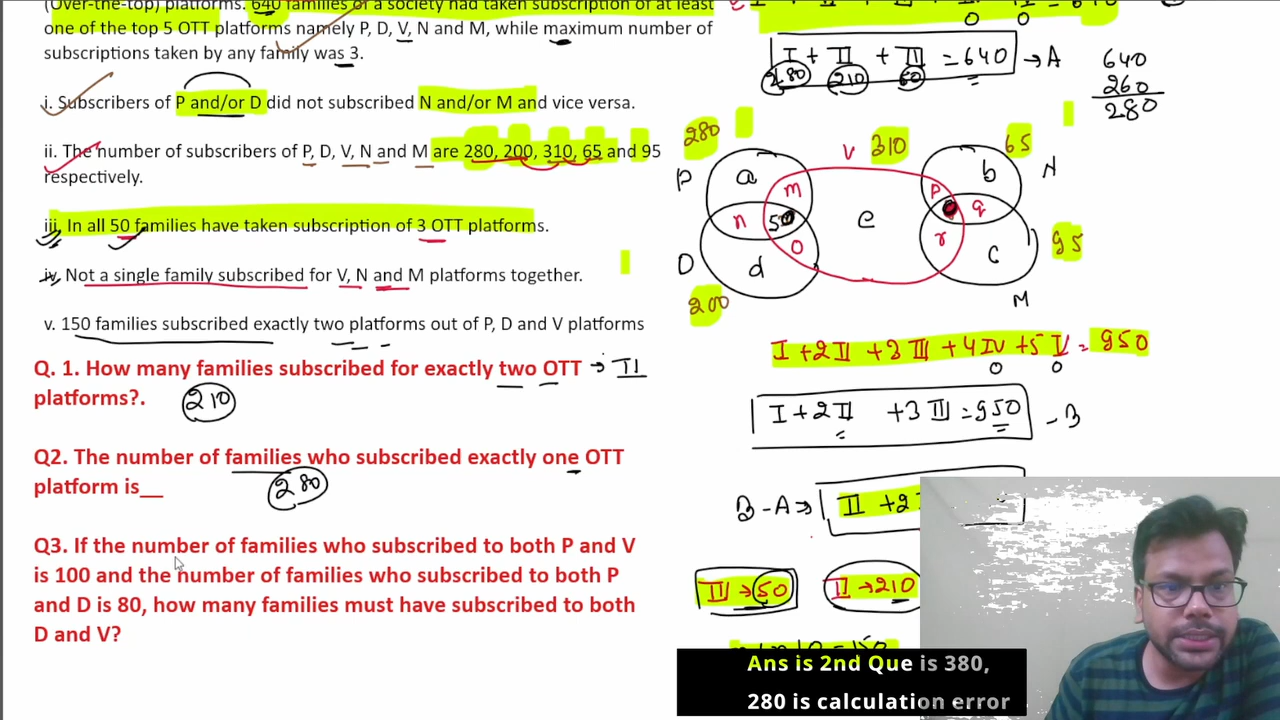 (Over-the-top) platforms. 640 families of a society had taken subscription of at least
one of the top 5 OTT platforms namely P, D, V, N and M, while maximum number of
subscriptions taken by any family was 3.
i. Subscribers of P and/or D did not subscribed N and/or M and vice versa.
ii. The number of subscribers of P, D, V, N and M are 280, 200, 310, 65 and 95
respectively.
iii. In all 50 families have taken subscription of 3 OTT platforms.
iv. Not a single family subscribed for V, N and M platforms together.
v. 150 families subscribed exactly two platforms out of P, D and V platforms
Q. 1. How many families subscribed for exactly two OTT → II
platforms?.
210
Q2. The number of families who subscribed exactly one OTT
platform is__
280
Q3. If the number of families who subscribed to both P and V
is 100 and the number of families who subscribed to both P
and D is 80, how many families must have subscribed to both
D and V?
0 0
I + II + III = 640 → A
280 210 50
640
260
280
280 V 310 65
P a m b N
p
n 50 e q
o r
D d c 95
200 M
I + 2II + 3III + 4IV + 5V = 950
0 0
I + 2II + 3III = 950 - B
B - A ⇒ II + 2
III → 50 II → 210
Ans is 2nd Que is 380,
280 is calculation error